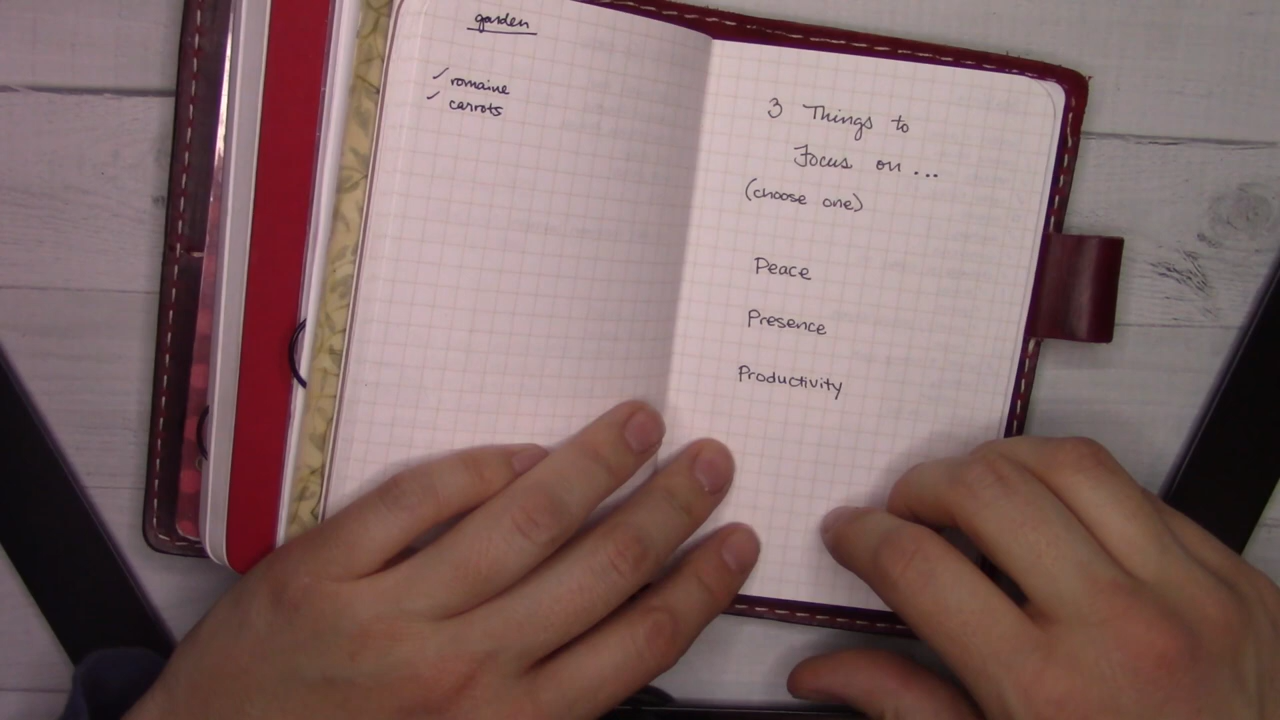 garden
✓ romaine
✓ carrots
3 Things to
Focus on...
(choose one)
Peace
Presence
Productivity